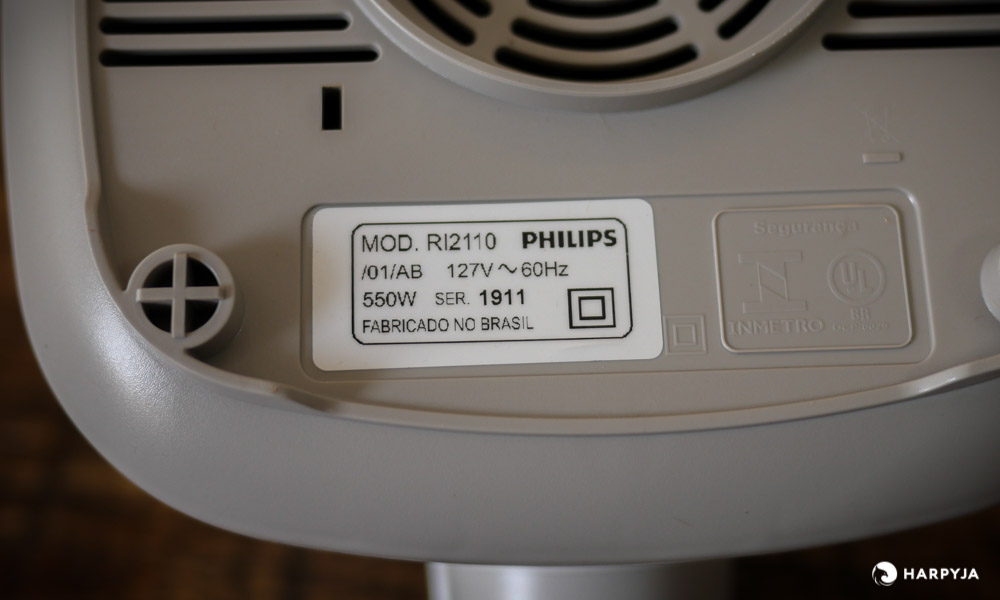 MOD. RI2110 PHILIPS
/01/AB 127V ~ 60Hz
550W SER. 1911
FABRICADO NO BRASIL
Segurança
UL
BR
INMETRO
HARPYJA